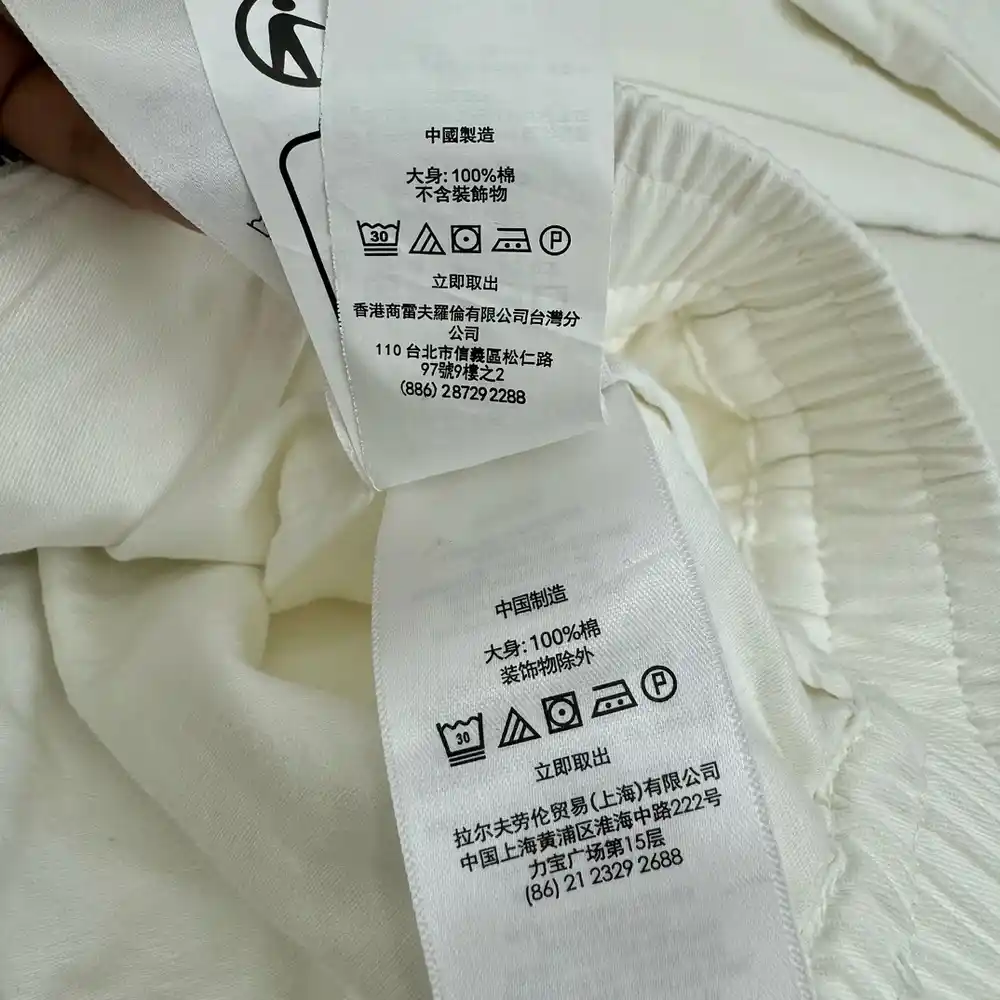 中國製造
大身:100%棉
不含裝飾物
30
P
立即取出
香港商雷夫羅倫有限公司台灣分
公司
110 台北市信義區松仁路
97號9樓之2
(886) 287292288
中国制造
大身:100%棉
装饰物除外
30
P
立即取出
拉尔夫劳伦贸易(上海)有限公司
中国上海黄浦区淮海中路222号
力宝广场第15层
(86) 21 2329 2688